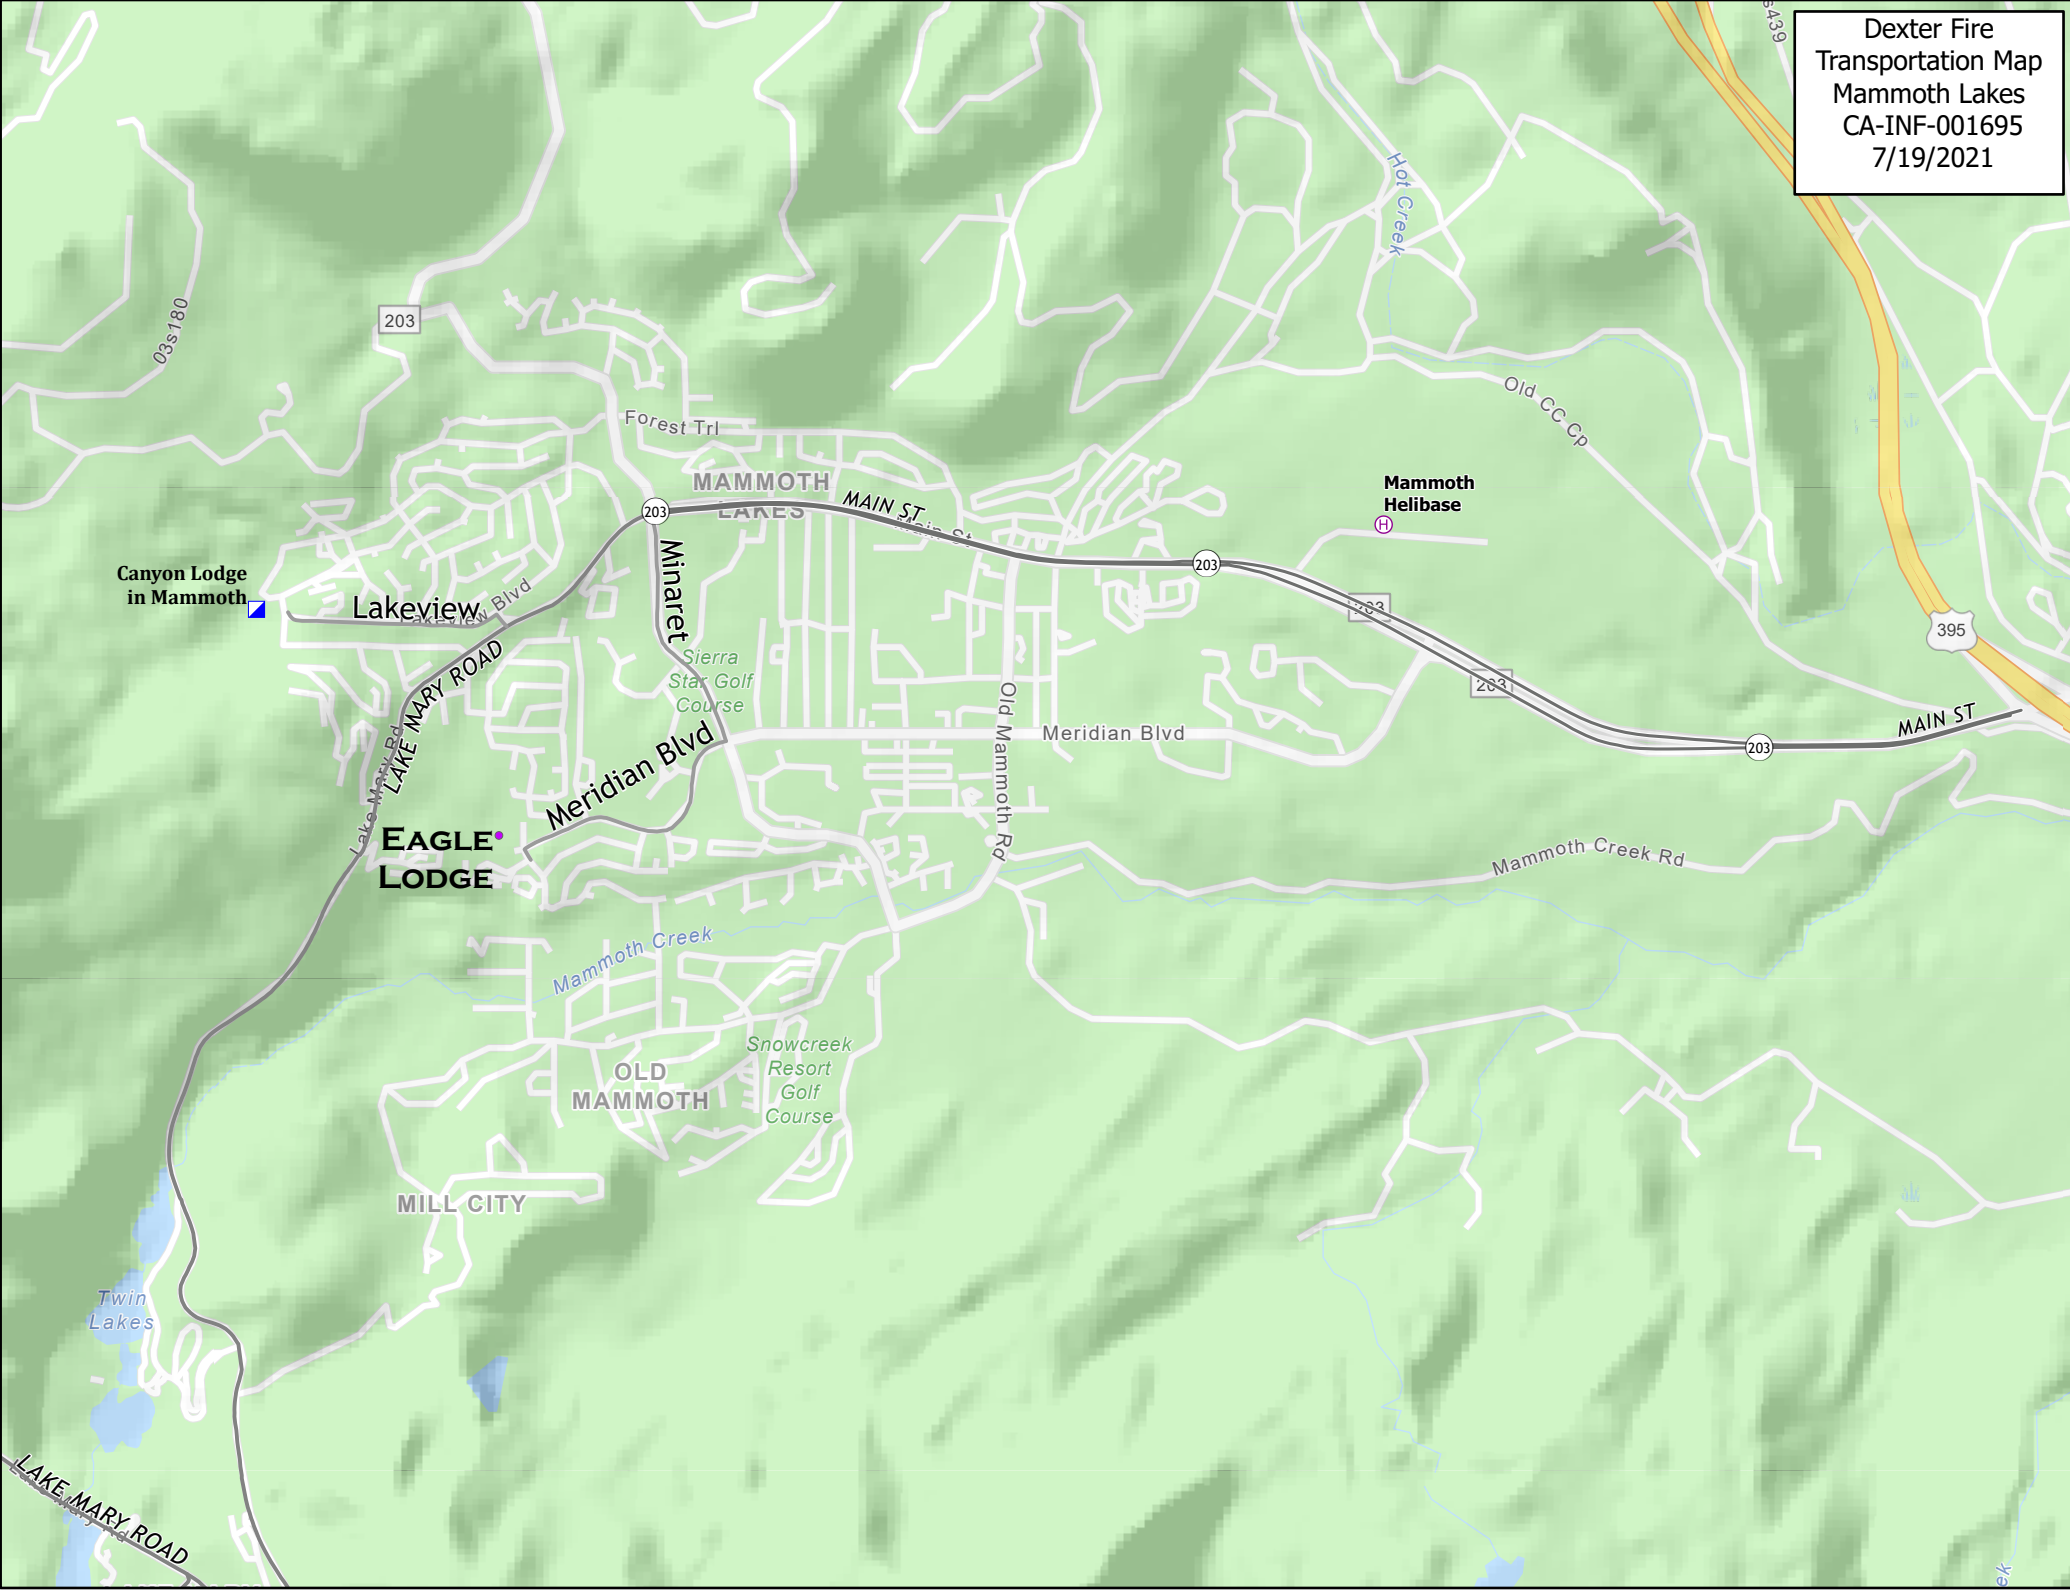 Dexter Fire
Transportation Map
Mammoth Lakes
CA-INF-001695
7/19/2021
Hot Creek
03s180
203
Old CC Cp
Forest Trl
MAMMOTH
LAKES
MAIN ST
Main St
203
Mammoth
Helibase
H
Minaret
203
Canyon Lodge
in Mammoth
Lakeview
Lakeview Blvd
203
395
LAKE MARY ROAD
Lake Mary Rd
Sierra
Star Golf
Course
203
Old Mammoth Rd
Meridian Blvd
Meridian Blvd
MAIN ST
203
EAGLE
LODGE
Mammoth Creek Rd
Mammoth Creek
Snowcreek
Resort
Golf
Course
OLD
MAMMOTH
MILL CITY
Twin
Lakes
LAKE MARY ROAD
Lake Mary Rd